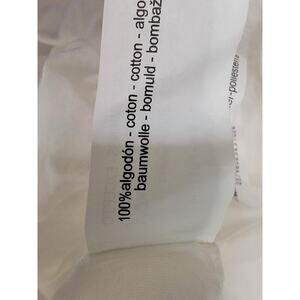 100%algodón - coton - cotton - algo
baumwolle - bomuld - bombaž